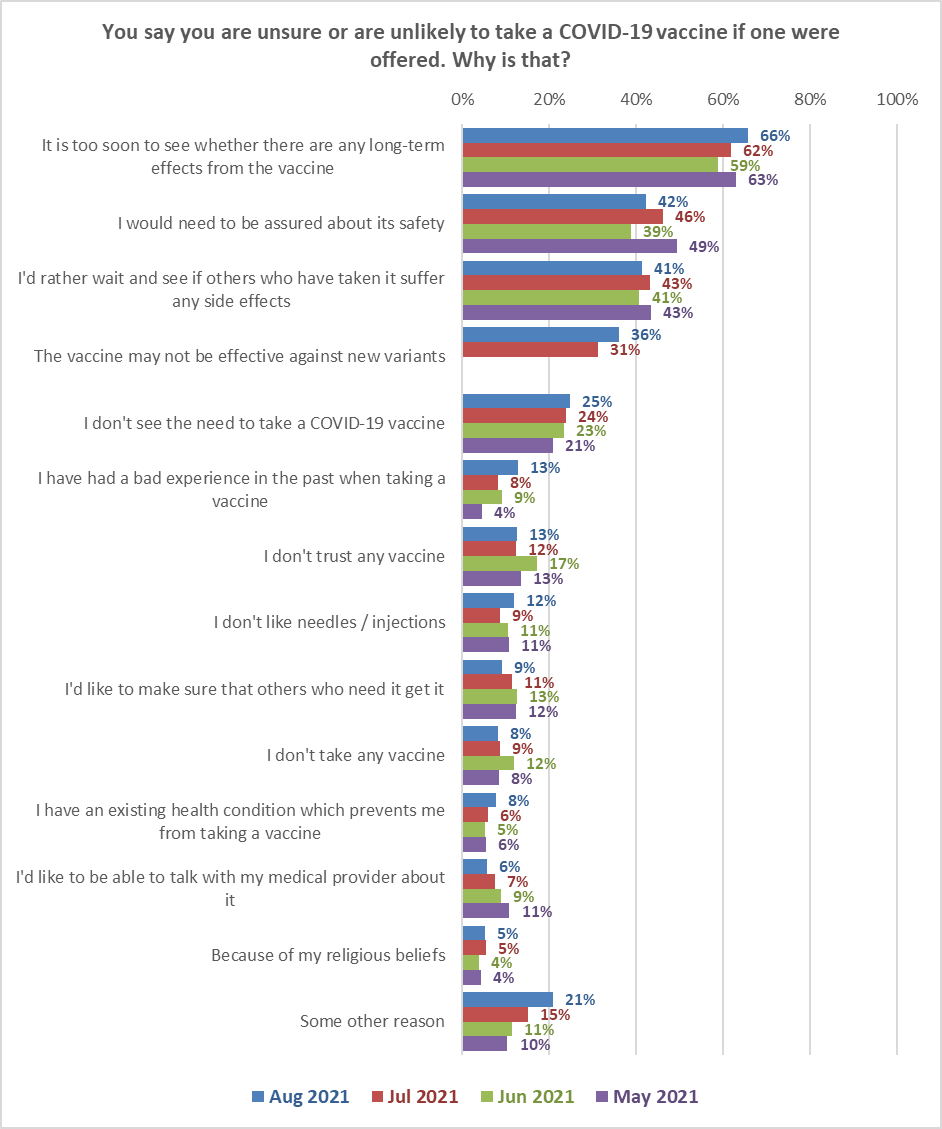 You say you are unsure or are unlikely to take a COVID-19 vaccine if one were
offered. Why is that?
0% 20% 40% 60% 80% 100%
It is too soon to see whether there are any long-term
effects from the vaccine
66%
62%
59%
63%
I would need to be assured about its safety
42%
46%
39%
49%
I'd rather wait and see if others who have taken it suffer
any side effects
41%
43%
41%
43%
The vaccine may not be effective against new variants
36%
31%
I don't see the need to take a COVID-19 vaccine
25%
24%
23%
21%
I have had a bad experience in the past when taking a
vaccine
13%
8%
9%
4%
I don't trust any vaccine
13%
12%
17%
13%
I don't like needles / injections
12%
9%
11%
11%
I'd like to make sure that others who need it get it
9%
11%
13%
12%
I don't take any vaccine
8%
9%
12%
8%
I have an existing health condition which prevents me
from taking a vaccine
8%
6%
5%
6%
I'd like to be able to talk with my medical provider about
it
6%
7%
9%
11%
Because of my religious beliefs
5%
5%
4%
4%
Some other reason
21%
15%
11%
10%
Aug 2021 Jul 2021 Jun 2021 May 2021